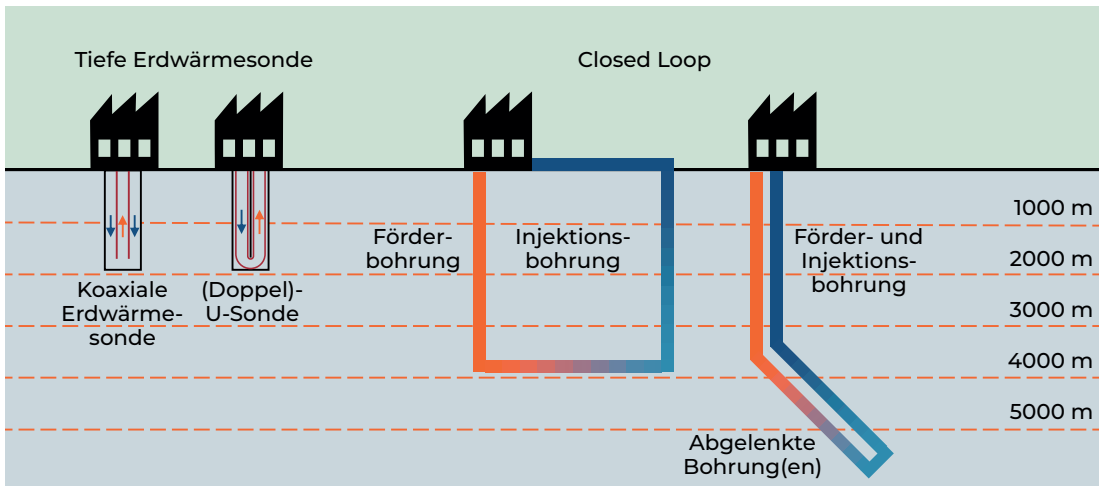 Tiefe Erdwärmesonde
Closed Loop
1000 m
Förder-
bohrung
Injektions-
bohrung
Förder- und
Injektions-
bohrung
2000 m
Koaxiale
Erdwärme-
sonde
(Doppel)-
U-Sonde
3000 m
4000 m
5000 m
Abgelenkte
Bohrung(en)